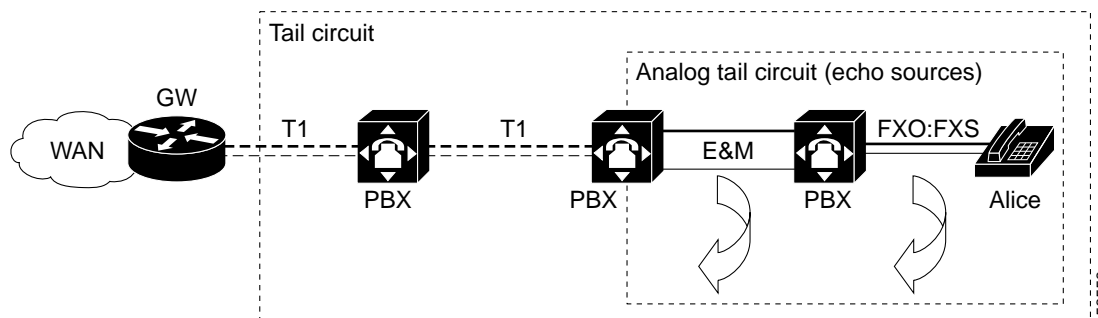 Tail circuit
Analog tail circuit (echo sources)
GW
WAN
T1
T1
E&M
FXO:FXS
PBX
PBX
PBX
Alice